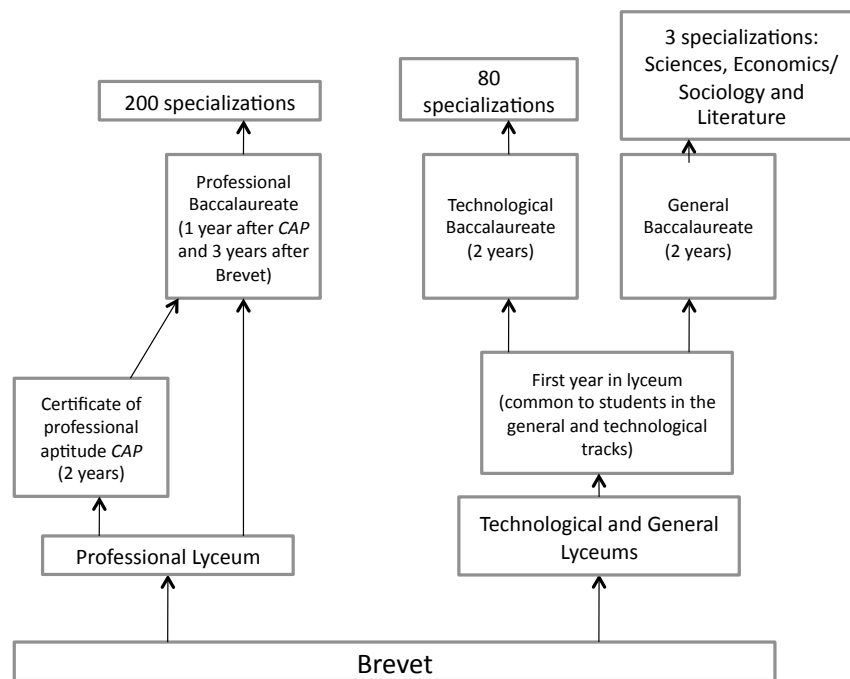 3 specializations:
Sciences, Economics/
Sociology and
Literature
80
specializations
200 specializations
Professional
Baccalaureate
(1 year after CAP
and 3 years after
Brevet)
Technological
Baccalaureate
(2 years)
General
Baccalaureate
(2 years)
First year in lyceum
(common to students in the
general and technological
tracks)
Certificate of
professional
aptitude CAP
(2 years)
Technological and General
Lyceums
Professional Lyceum
Brevet